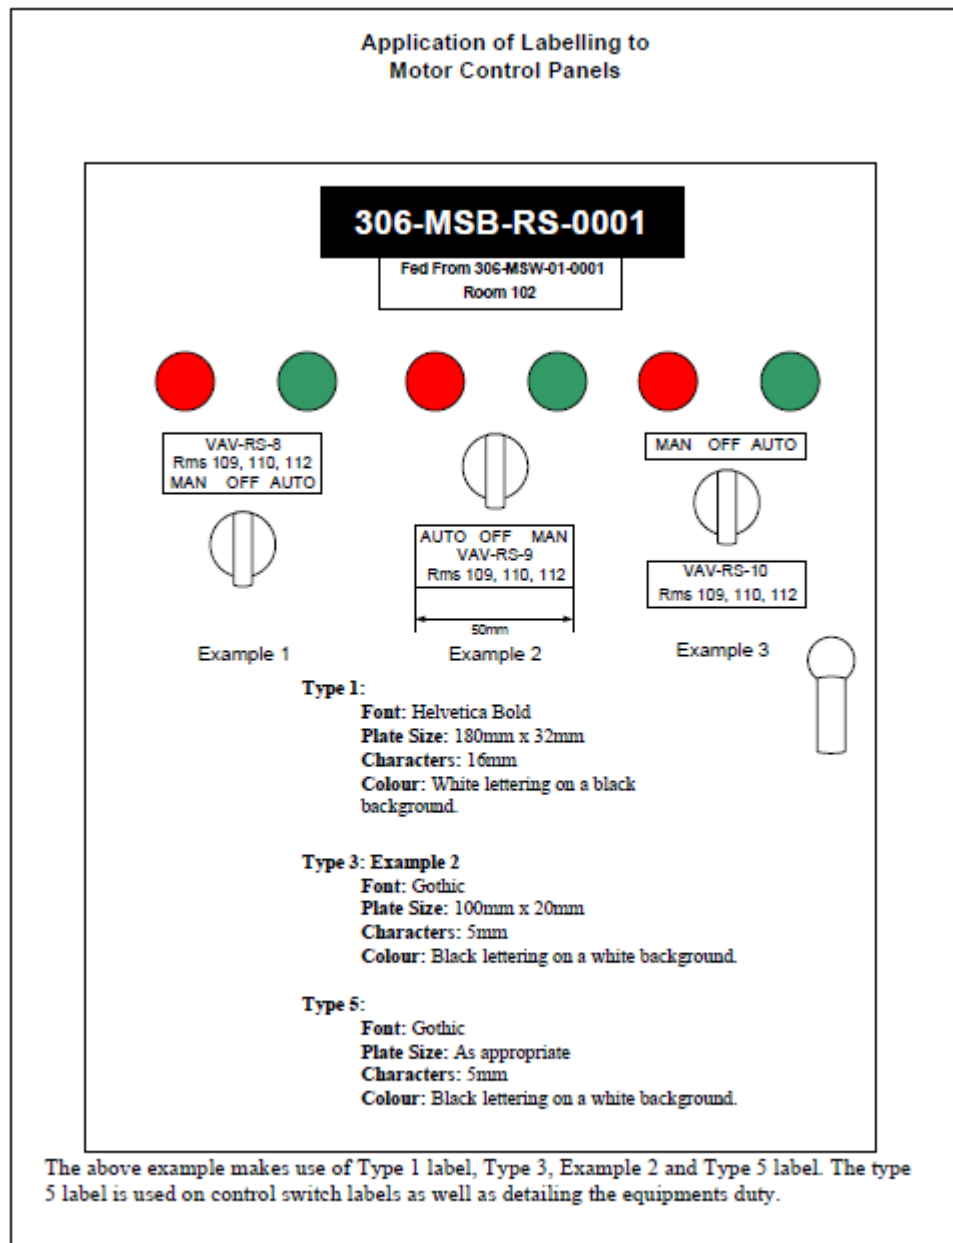 Application of Labelling to
Motor Control Panels
306-MSB-RS-0001
Fed From 306-MSW-01-0001
Room 102
VAV-RS-8
Rms 109, 110, 112
MAN OFF AUTO
AUTO OFF MAN
VAV-RS-9
Rms 109, 110, 112
50mm
MAN OFF AUTO
VAV-RS-10
Rms 109, 110, 112
Example 1
Example 2
Example 3
Type 1:
Font: Helvetica Bold
Plate Size: 180mm x 32mm
Characters: 16mm
Colour: White lettering on a black
background.
Type 3: Example 2
Font: Gothic
Plate Size: 100mm x 20mm
Characters: 5mm
Colour: Black lettering on a white background.
Type 5:
Font: Gothic
Plate Size: As appropriate
Characters: 5mm
Colour: Black lettering on a white background.
The above example makes use of Type 1 label, Type 3, Example 2 and Type 5 label. The type
5 label is used on control switch labels as well as detailing the equipments duty.